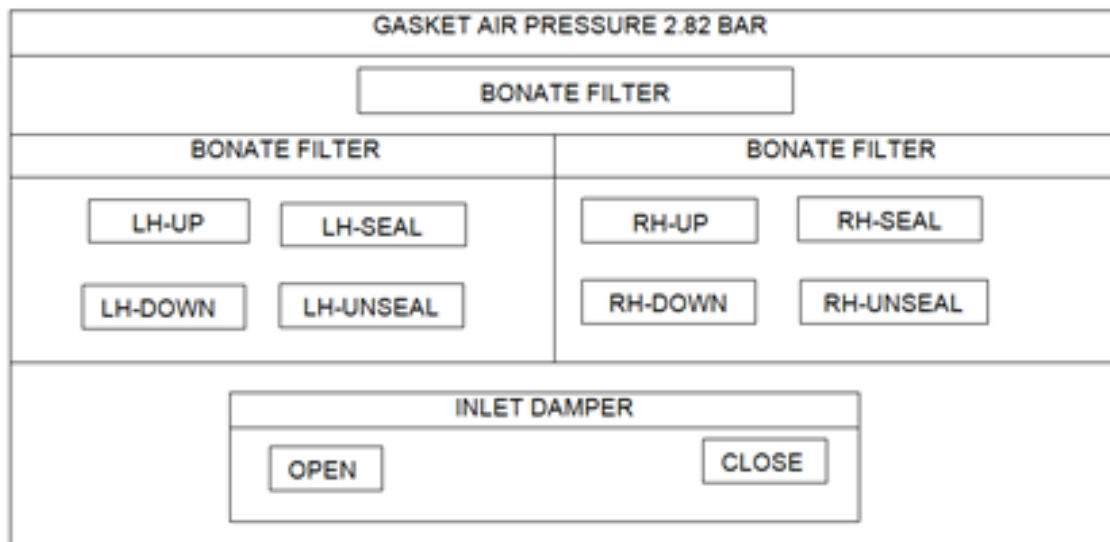 GASKET AIR PRESSURE 2.82 BAR
BONATE FILTER
BONATE FILTER
BONATE FILTER
LH-UP
LH-SEAL
RH-UP
RH-SEAL
LH-DOWN
LH-UNSEAL
RH-DOWN
RH-UNSEAL
INLET DAMPER
OPEN
CLOSE